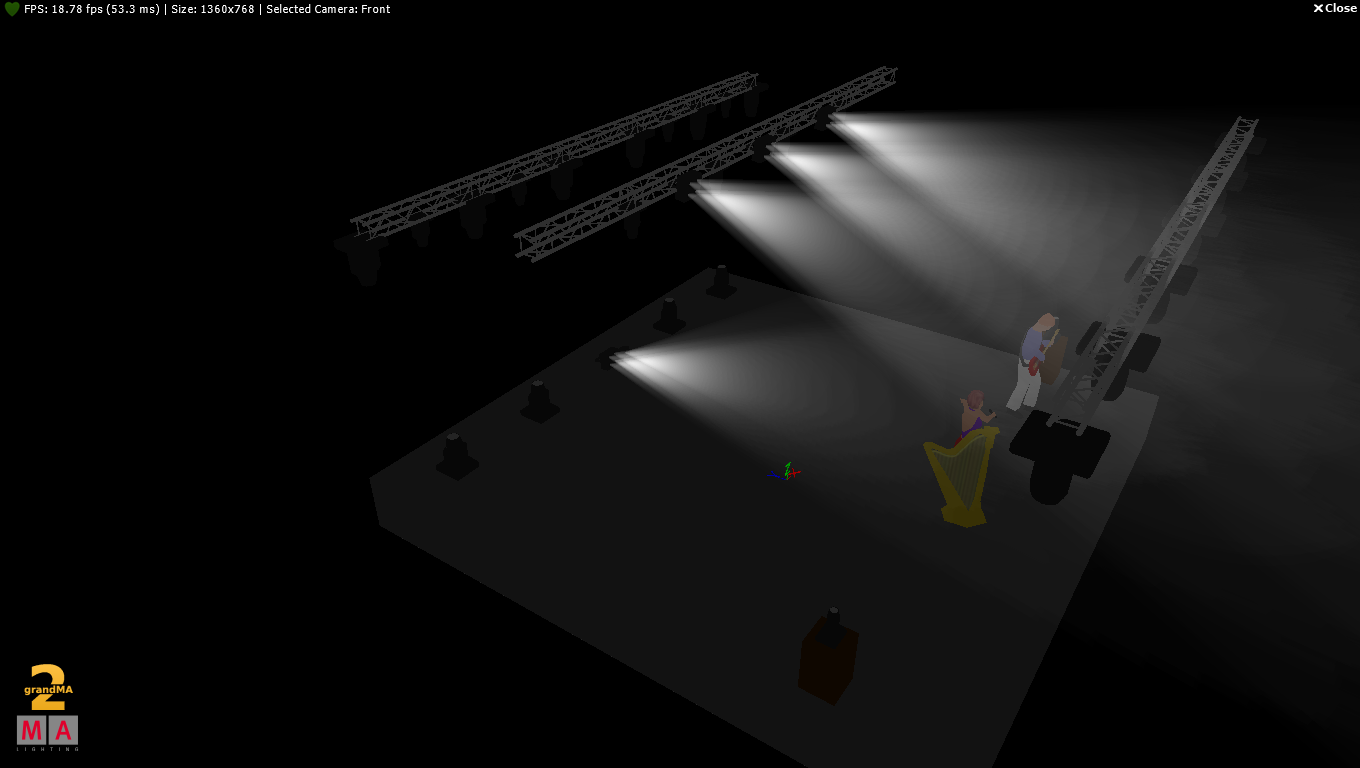 FPS: 18.78 fps (53.3 ms) | Size: 1360x768 | Selected Camera: Front
Close
2
grandMA
MA
LIGHTING